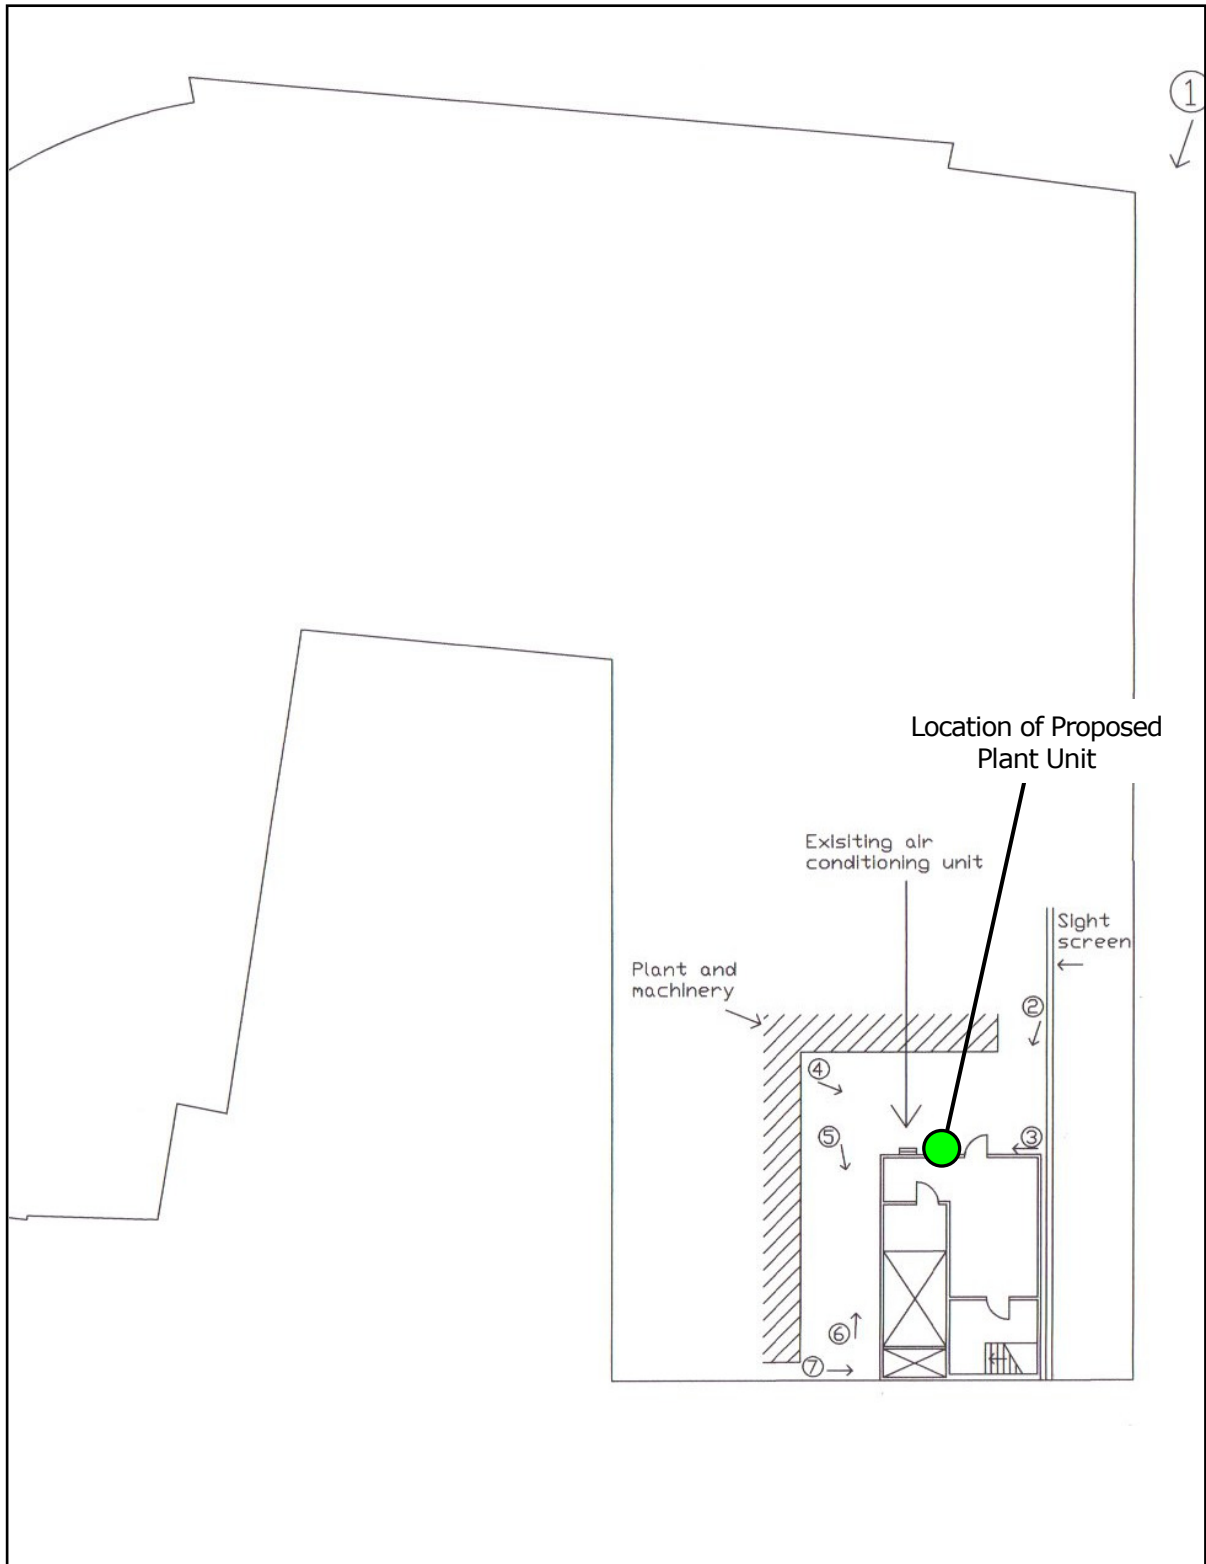 1
Location of Proposed
Plant Unit
Exisiting air
conditioning unit
Sight
screen
Plant and
machinery
2
4
5
3
6
7